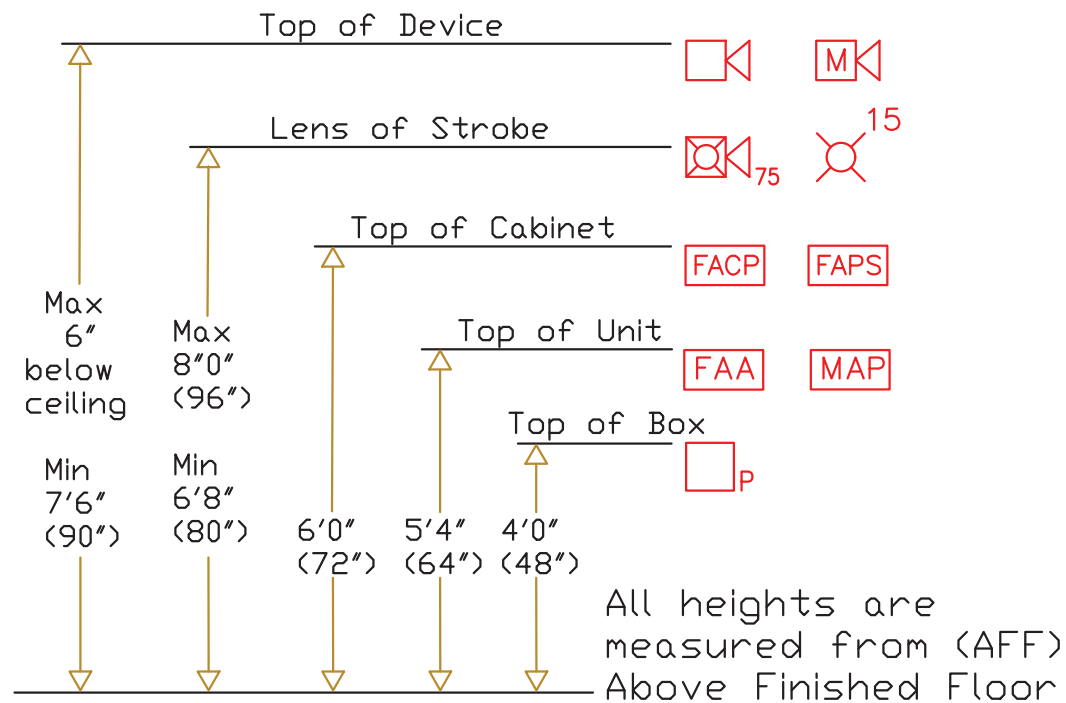 Top of Device
M
Lens of Strobe
15
75
Top of Cabinet
FACP
FAPS
Max
6"
below
ceiling
Max
8"0"
(96")
Top of Unit
FAA
MAP
Top of Box
P
Min
7'6"
(90")
Min
6'8"
(80")
6'0"
(72")
5'4"
(64")
4'0"
(48")
All heights are
measured from (AFF)
Above Finished Floor